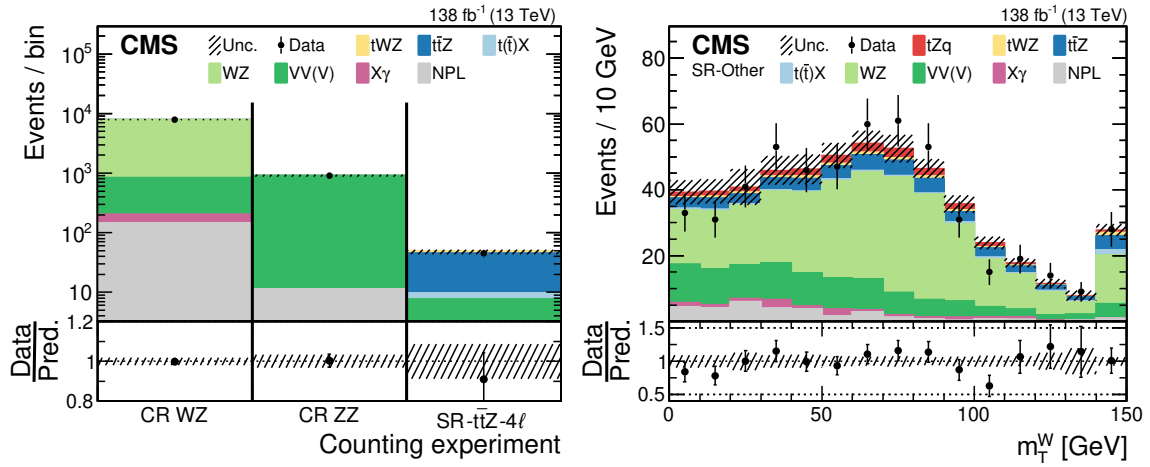 138 fb⁻¹ (13 TeV)
CMS Unc. Data tWZ tt̄Z t(t̄)X
WZ VV(V) Xγ NPL
Events / bin
10⁵
10⁴
10³
10²
10
1.2
1
0.8
Data
Pred.
CR WZ CR ZZ SR-tt̄Z-4ℓ
Counting experiment
138 fb⁻¹ (13 TeV)
CMS Unc. Data tZq tWZ tt̄Z
SR-Other t(t̄)X WZ VV(V) Xγ NPL
Events / 10 GeV
80
60
40
20
1.5
1
0.5
Data
Pred.
0 50 100 150
m_T^W [GeV]